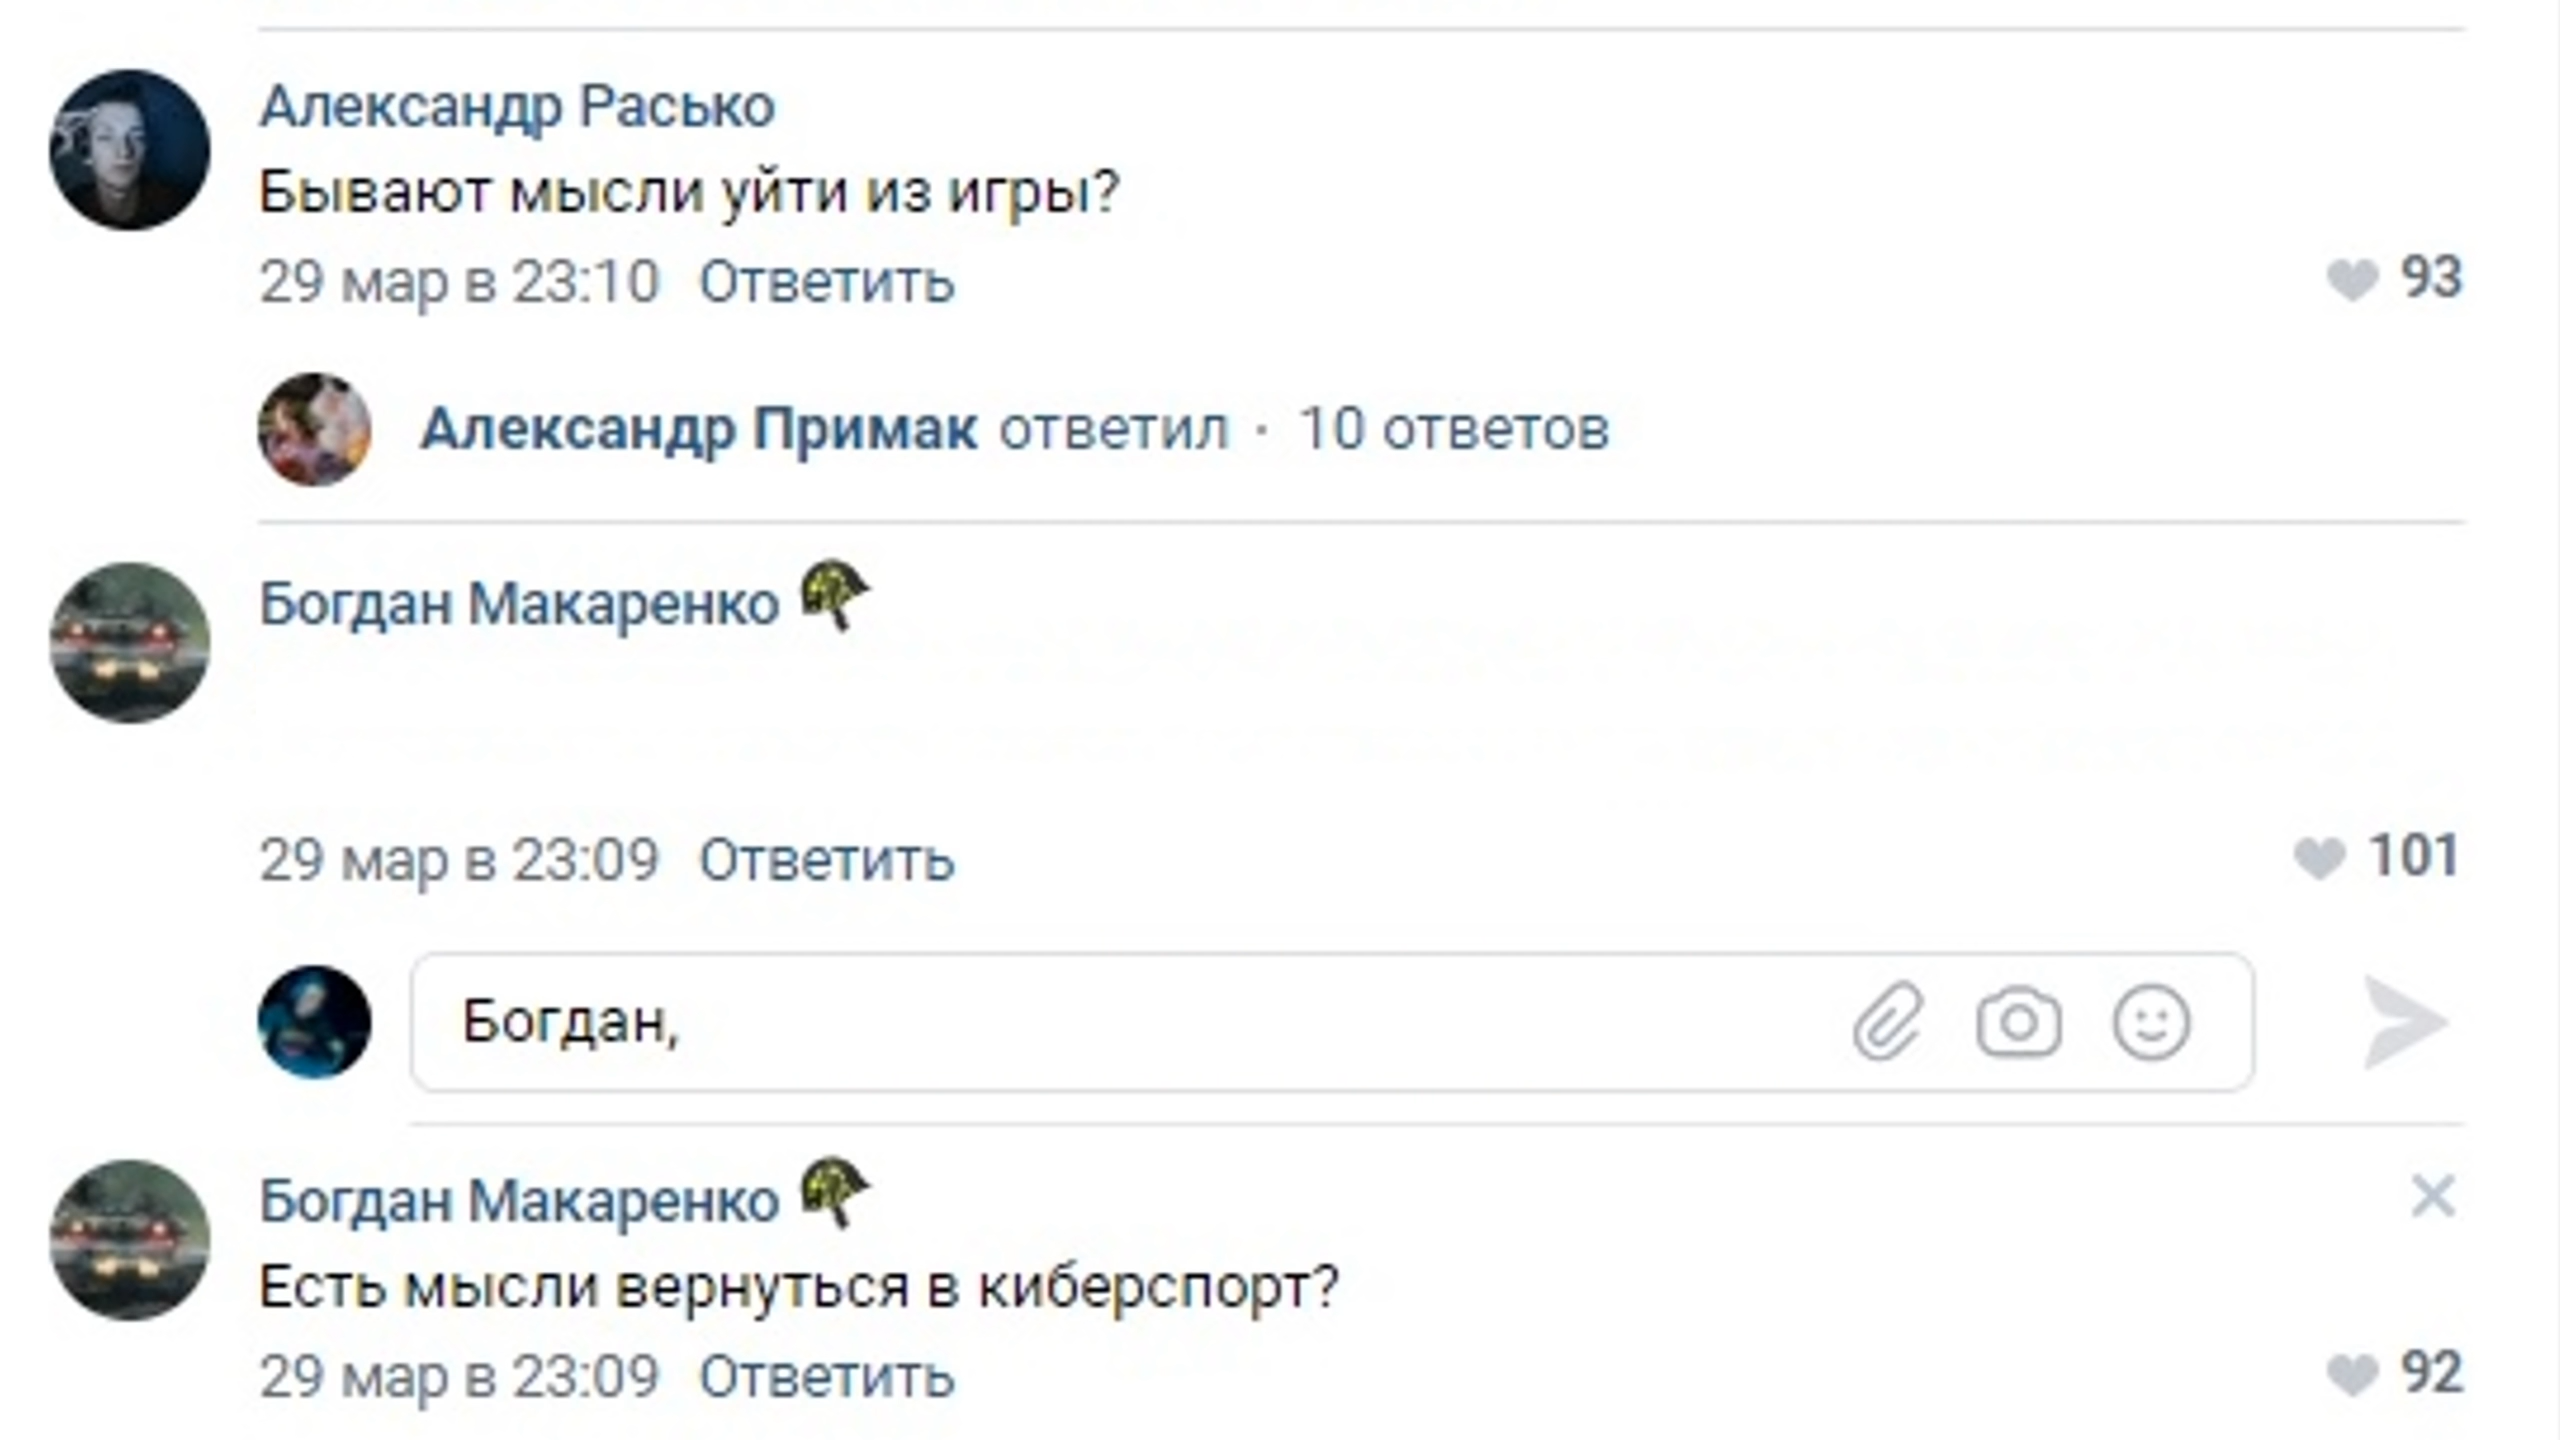 Александр Расько
Бывают мысли уйти из игры?
29 мар в 23:10 Ответить 93
Александр Примак ответил · 10 ответов
Богдан Макаренко
29 мар в 23:09 Ответить 101
Богдан,
Богдан Макаренко
Есть мысли вернуться в киберспорт?
29 мар в 23:09 Ответить 92